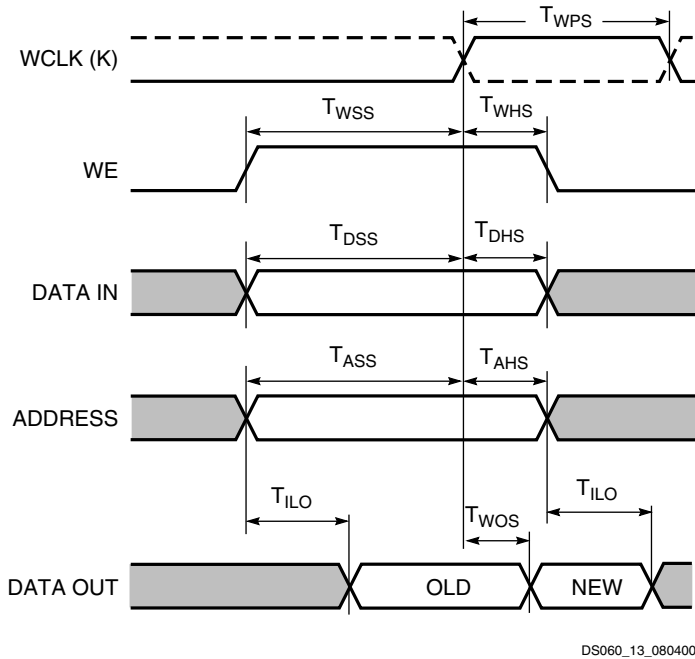 TWPS
WCLK (K)
TWSS TWHS
WE
TDSS TDHS
DATA IN
TASS TAHS
ADDRESS
TILO TWOS TILO
DATA OUT OLD NEW
DS060_13_080400